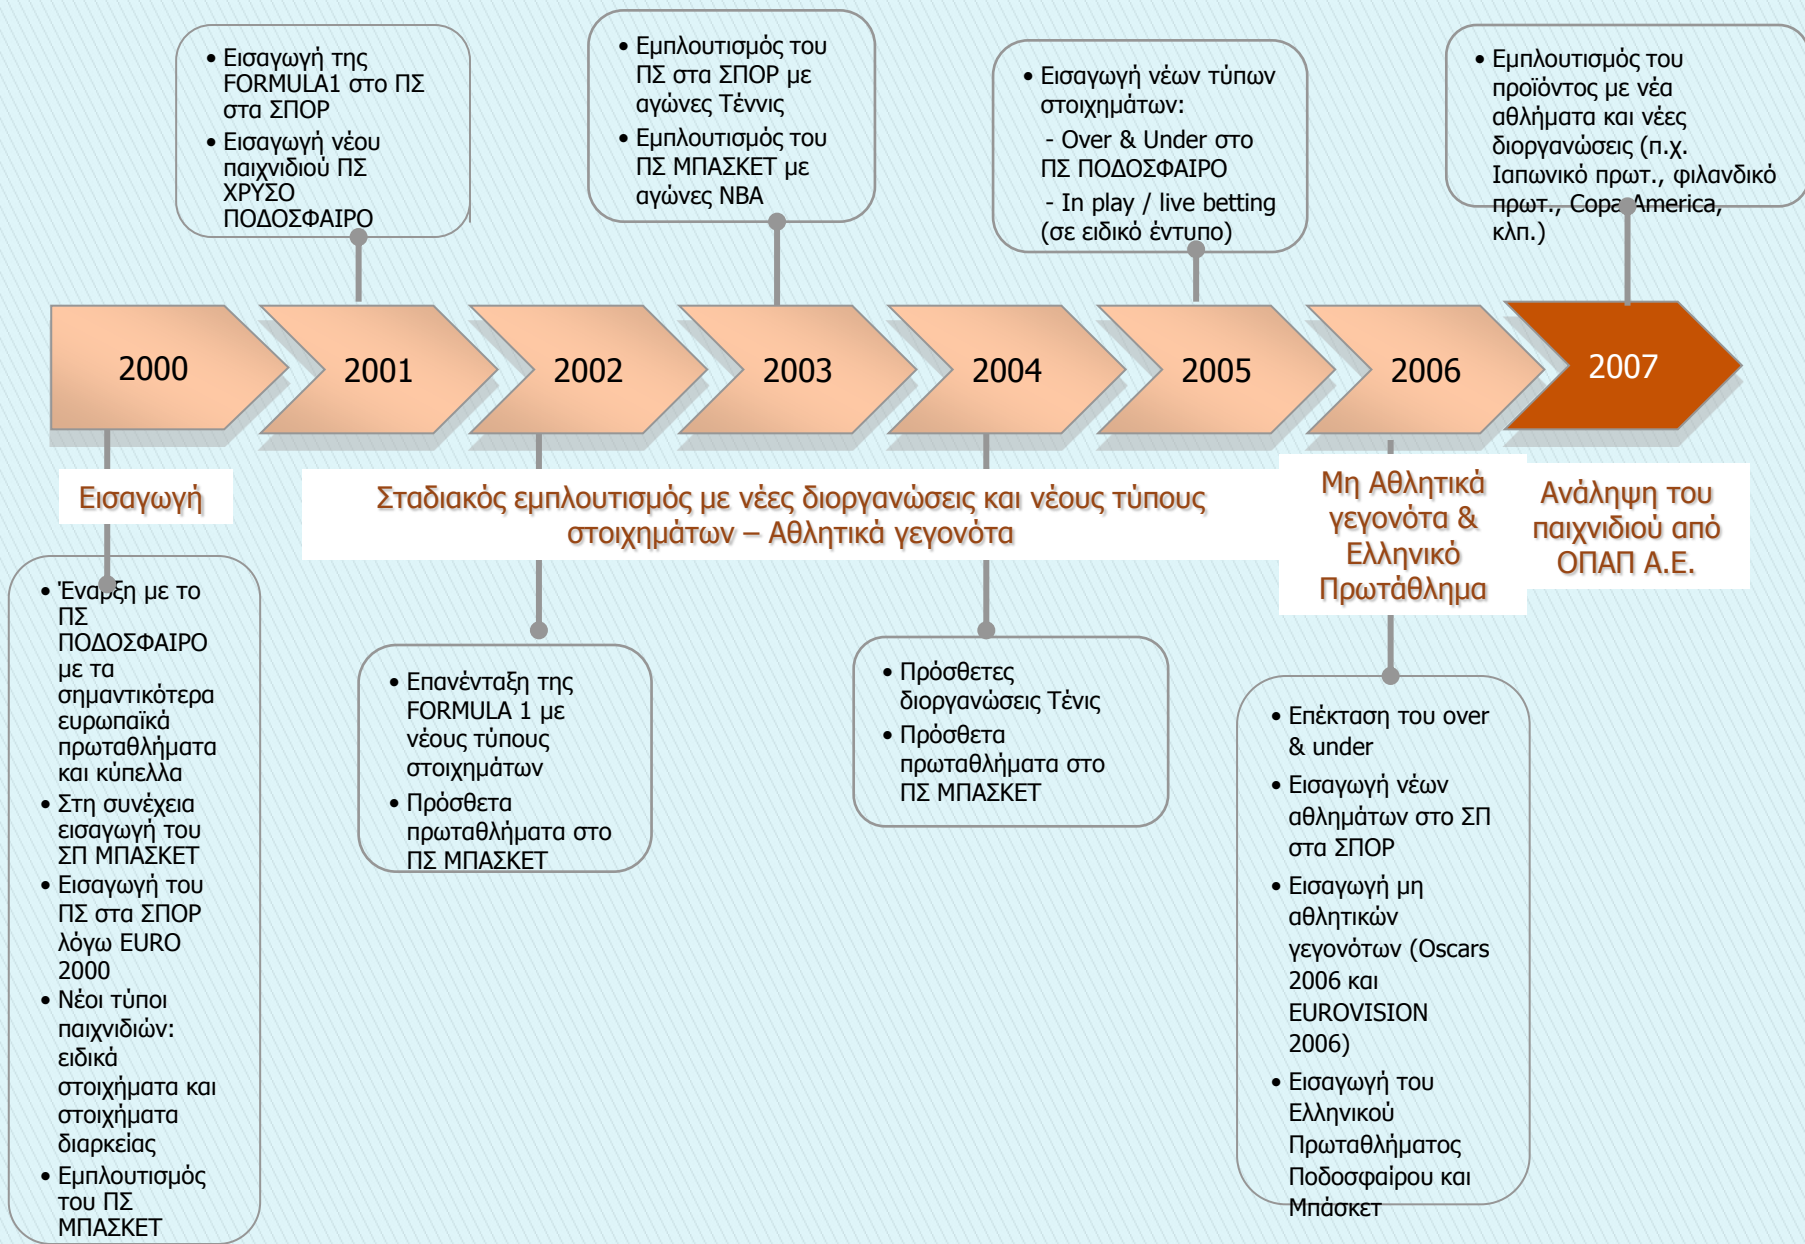 • Εισαγωγή της
FORMULA1 στο ΠΣ
στα ΣΠΟΡ
• Εισαγωγή νέου
παιχνιδιού ΠΣ
ΧΡΥΣΟ
ΠΟΔΟΣΦΑΙΡΟ
• Εμπλουτισμός του
ΠΣ στα ΣΠΟΡ με
αγώνες Τέννις
• Εμπλουτισμός του
ΠΣ ΜΠΑΣΚΕΤ με
αγώνες NBA
• Εισαγωγή νέων τύπων
στοιχημάτων:
- Over & Under στο
ΠΣ ΠΟΔΟΣΦΑΙΡΟ
- In play / live betting
(σε ειδικό έντυπο)
• Εμπλουτισμός του
προϊόντος με νέα
αθλήματα και νέες
διοργανώσεις (π.χ.
Ιαπωνικό πρωτ., φιλανδικό
πρωτ., Copa America,
κλπ.)
2000
2001
2002
2003
2004
2005
2006
2007
Εισαγωγή
Σταδιακός εμπλουτισμός με νέες διοργανώσεις και νέους τύπους
στοιχημάτων – Αθλητικά γεγονότα
Μη Αθλητικά
γεγονότα &
Ελληνικό
Πρωτάθλημα
Ανάληψη του
παιχνιδιού από
ΟΠΑΠ Α.Ε.
• Έναρξη με το
ΠΣ
ΠΟΔΟΣΦΑΙΡΟ
με τα
σημαντικότερα
ευρωπαϊκά
πρωταθλήματα
και κύπελλα
• Στη συνέχεια
εισαγωγή του
ΣΠ ΜΠΑΣΚΕΤ
• Εισαγωγή του
ΠΣ στα ΣΠΟΡ
λόγω EURO
2000
• Νέοι τύποι
παιχνιδιών:
ειδικά
στοιχήματα και
στοιχήματα
διαρκείας
• Εμπλουτισμός
του ΠΣ
ΜΠΑΣΚΕΤ
• Επανένταξη της
FORMULA 1 με
νέους τύπους
στοιχημάτων
• Πρόσθετα
πρωταθλήματα στο
ΠΣ ΜΠΑΣΚΕΤ
• Πρόσθετες
διοργανώσεις Τένις
• Πρόσθετα
πρωταθλήματα στο
ΠΣ ΜΠΑΣΚΕΤ
• Επέκταση του over
& under
• Εισαγωγή νέων
αθλημάτων στο ΣΠ
στα ΣΠΟΡ
• Εισαγωγή μη
αθλητικών
γεγονότων (Oscars
2006 και
EUROVISION
2006)
• Εισαγωγή του
Ελληνικού
Πρωταθλήματος
Ποδοσφαίρου και
Μπάσκετ